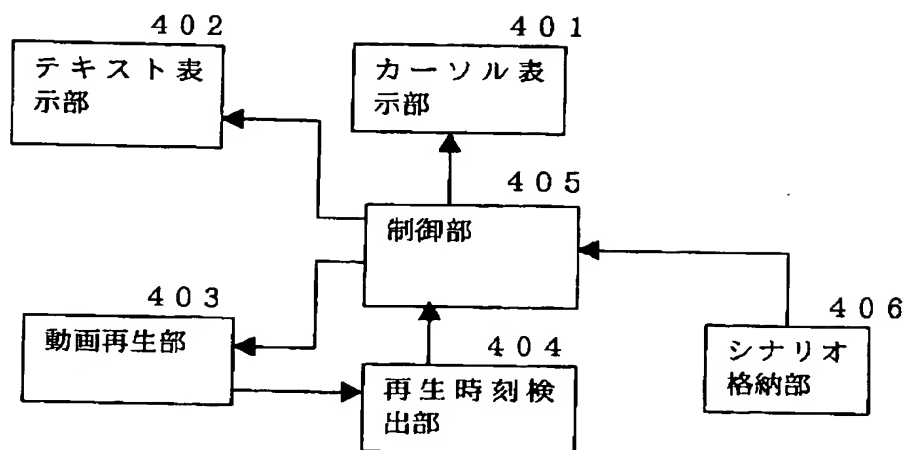 402
テキスト表
示部
401
カーソル表
示部
405
制御部
403
動画再生部
404
再生時刻検
出部
406
シナリオ
格納部